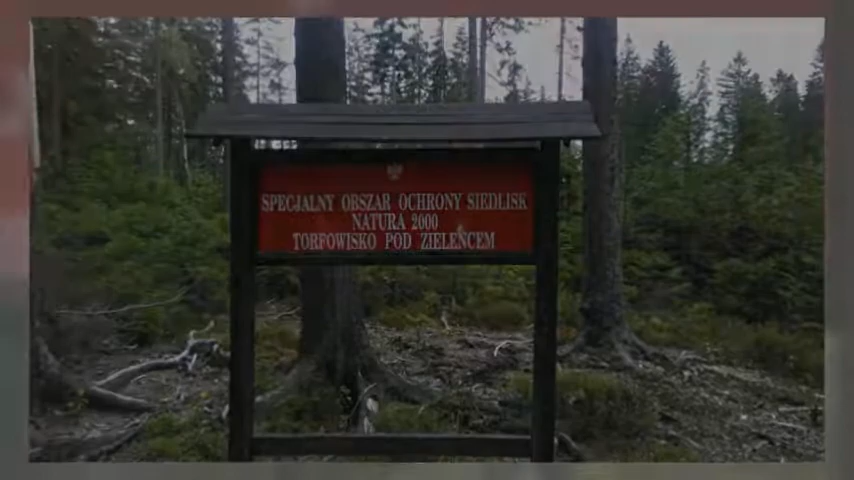 SPECJALNY OBSZAR OCHRONY SIEDLISK
NATURA 2000
TORFOWISKO POD ZIELEŃCEM